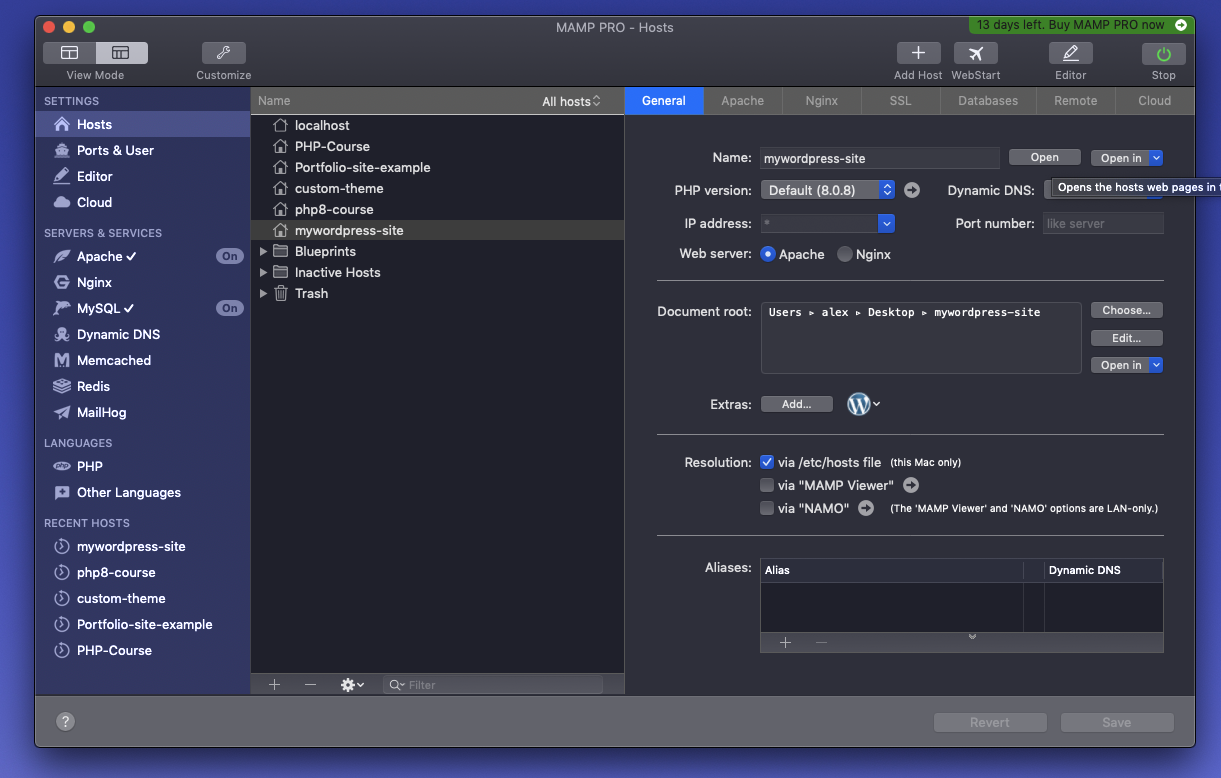 MAMP PRO - Hosts
13 days left. Buy MAMP PRO now
View Mode
Customize
Add Host
WebStart
Editor
Stop
SETTINGS
Hosts
Ports & User
Editor
Cloud
SERVERS & SERVICES
Apache ✓ On
Nginx
MySQL ✓ On
Dynamic DNS
Memcached
Redis
MailHog
LANGUAGES
php PHP
Other Languages
RECENT HOSTS
mywordpress-site
php8-course
custom-theme
Portfolio-site-example
PHP-Course
Name All hosts
localhost
PHP-Course
Portfolio-site-example
custom-theme
php8-course
mywordpress-site
Blueprints
Inactive Hosts
Trash
Filter
General Apache Nginx SSL Databases Remote Cloud
Name: mywordpress-site Open Open in
PHP version: Default (8.0.8) Dynamic DNS:
Opens the hosts web pages in
IP address: * Port number: like server
Web server: Apache Nginx
Document root: Users ▸ alex ▸ Desktop ▸ mywordpress-site Choose...
Edit...
Open in
Extras: Add... W
Resolution: via /etc/hosts file (this Mac only)
via "MAMP Viewer"
via "NAMO" (The 'MAMP Viewer' and 'NAMO' options are LAN-only.)
Aliases: Alias Dynamic DNS
+ −
? Revert Save